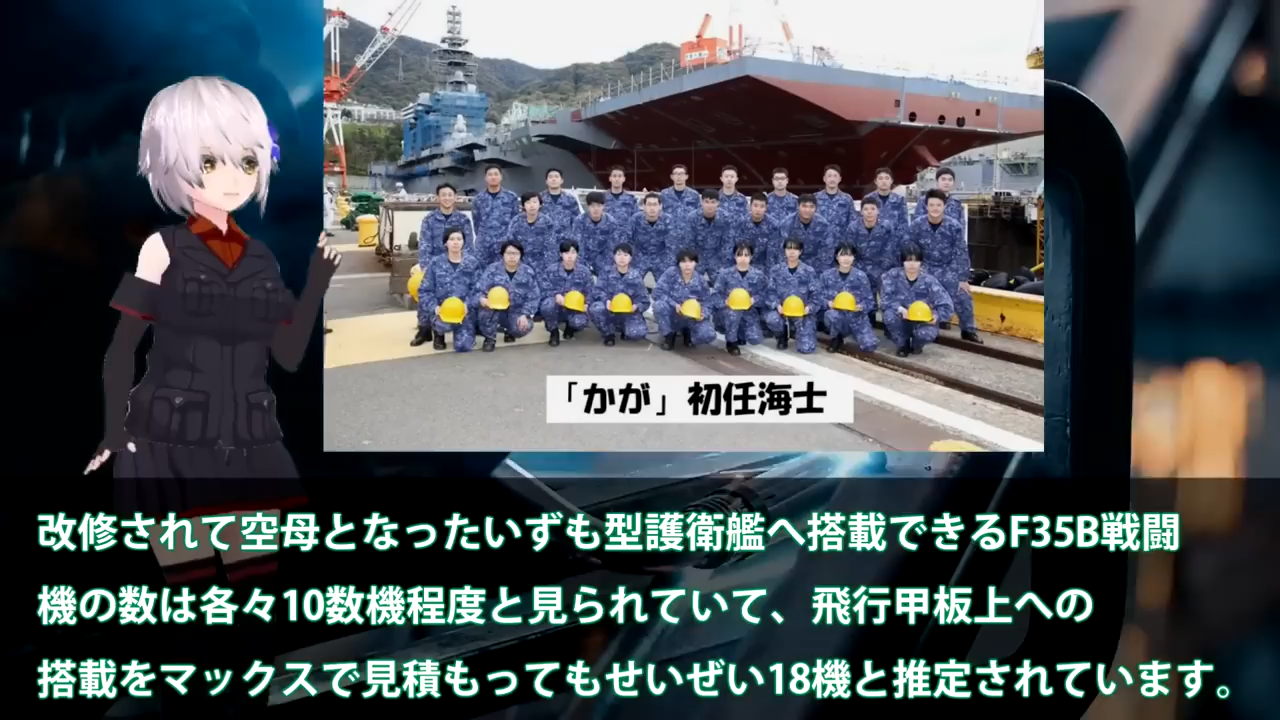 「かが」初任海士
改修されて空母となったいずも型護衛艦へ搭載できるF35B戦闘
機の数は各々10数機程度と見られていて、飛行甲板上への
搭載をマックスで見積もってもせいぜい18機と推定されています。